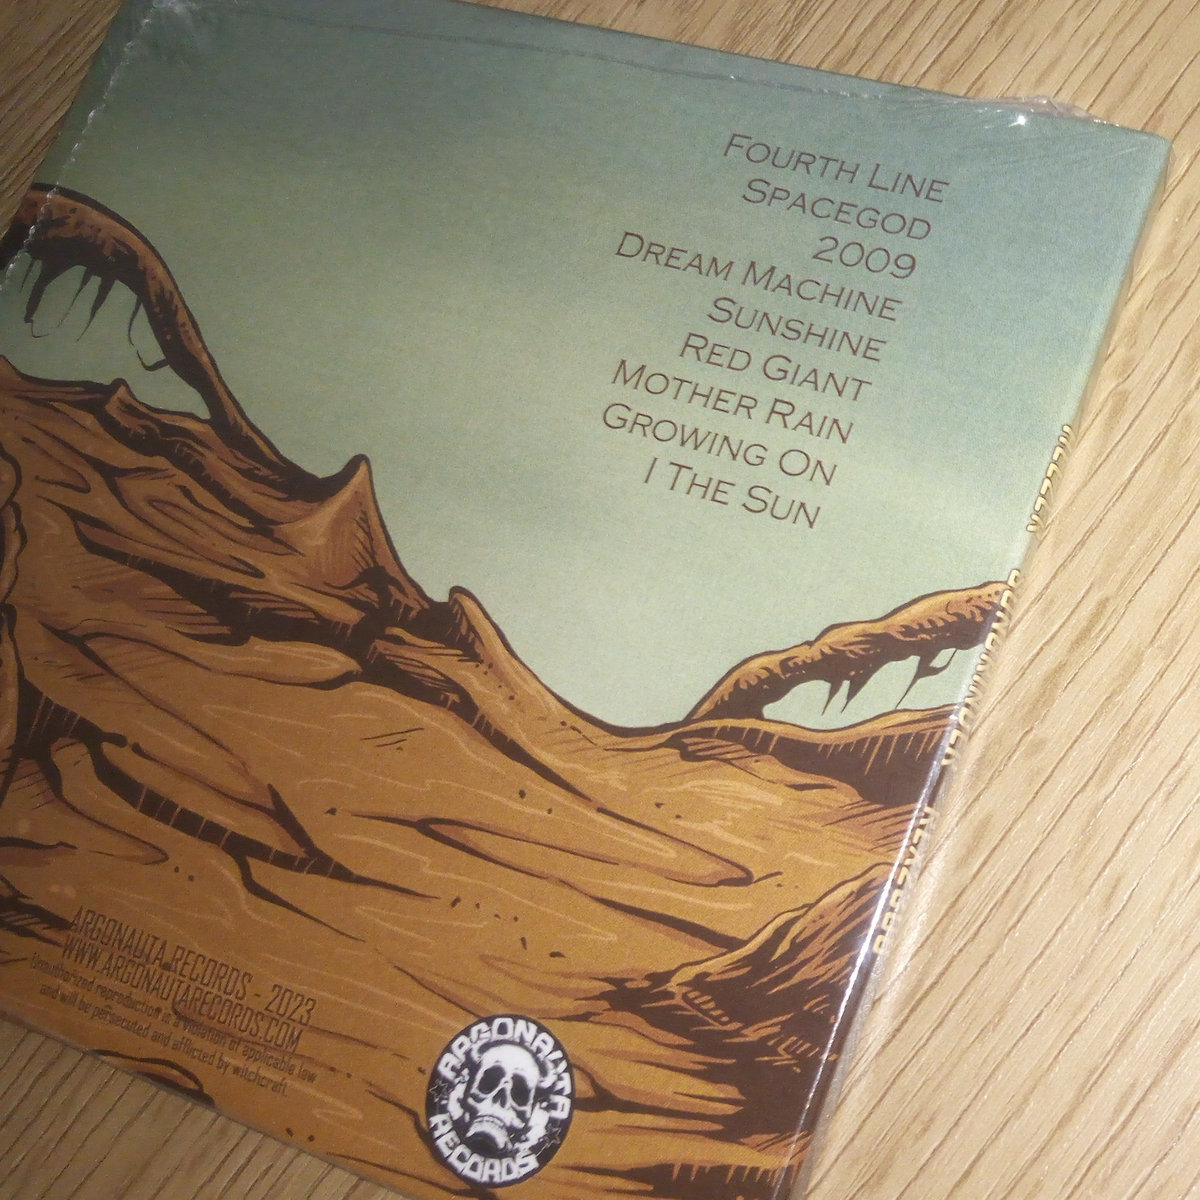 Fourth Line
Spacegod
2009
Dream Machine
Sunshine
Red Giant
Mother Rain
Growing On
I The Sun
ARGONAUTA RECORDS - 2023
WWW.ARGONAUTARECORDS.COM
Unauthorized reproduction is a violation of applicable law
and will be persecuted and afflicted by witchcraft.
ARGONAUTA
RECORDS